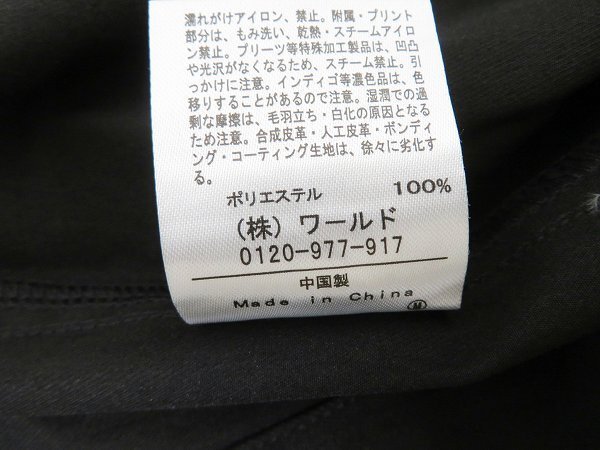 濡れがけアイロン、禁止。附属・プリント
部分は、もみ洗い、乾熱・スチームアイロ
ン禁止。プリーツ等特殊加工製品は、凹凸
や光沢がなくなるため、スチーム禁止。引
っかけに注意。インディゴ等濃色品は、色
移りすることがあるので注意。湿潤での過
剰な摩擦は、毛羽立ち・白化の原因となる
ため注意。合成皮革・人工皮革・ボンディ
ング・コーティング生地は、徐々に劣化す
る。
ポリエステル 100%
(株) ワールド
0120-977-917
中国製
Made in China M